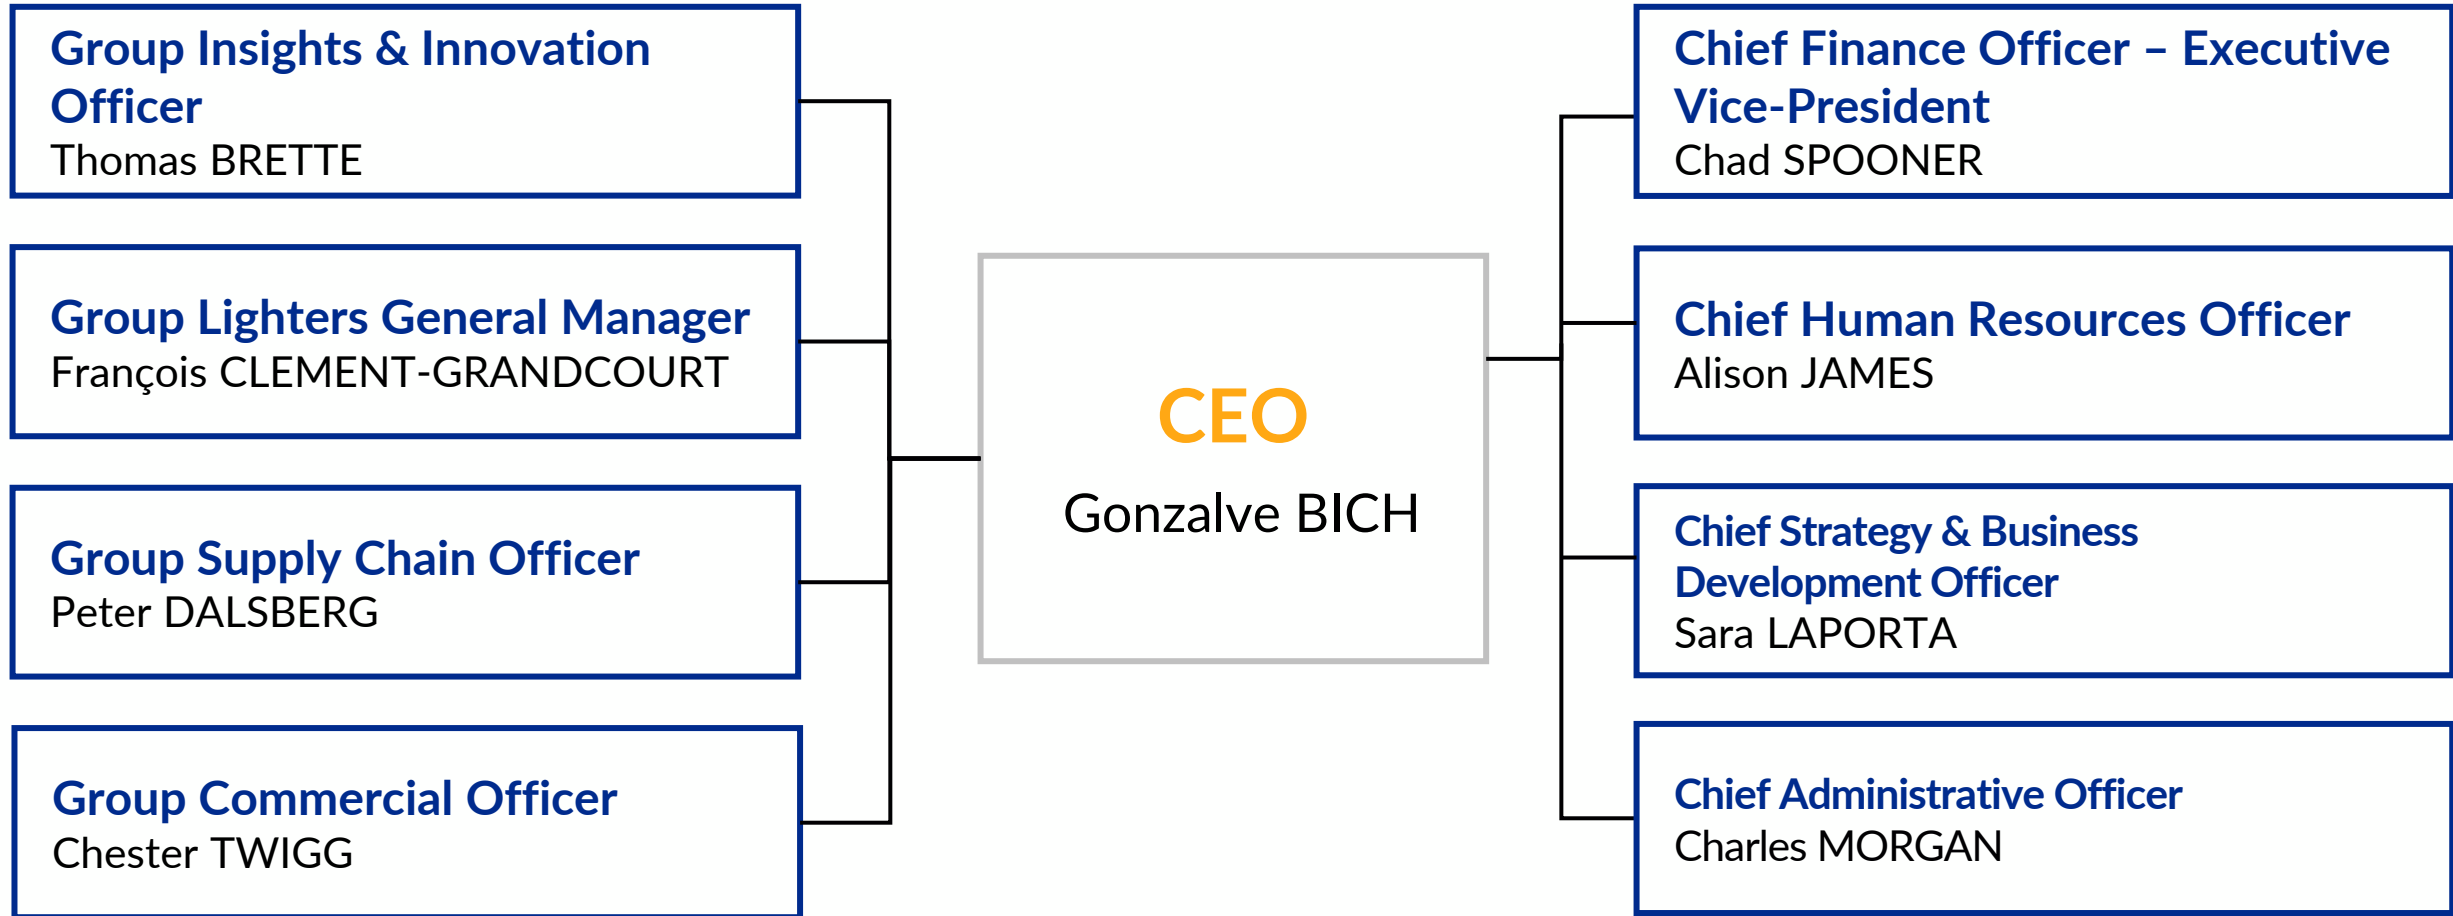 Group Insights & Innovation
Officer
Thomas BRETTE
Group Lighters General Manager
François CLEMENT-GRANDCOURT
Group Supply Chain Officer
Peter DALSBERG
Group Commercial Officer
Chester TWIGG
CEO
Gonzalve BICH
Chief Finance Officer – Executive
Vice-President
Chad SPOONER
Chief Human Resources Officer
Alison JAMES
Chief Strategy & Business
Development Officer
Sara LAPORTA
Chief Administrative Officer
Charles MORGAN